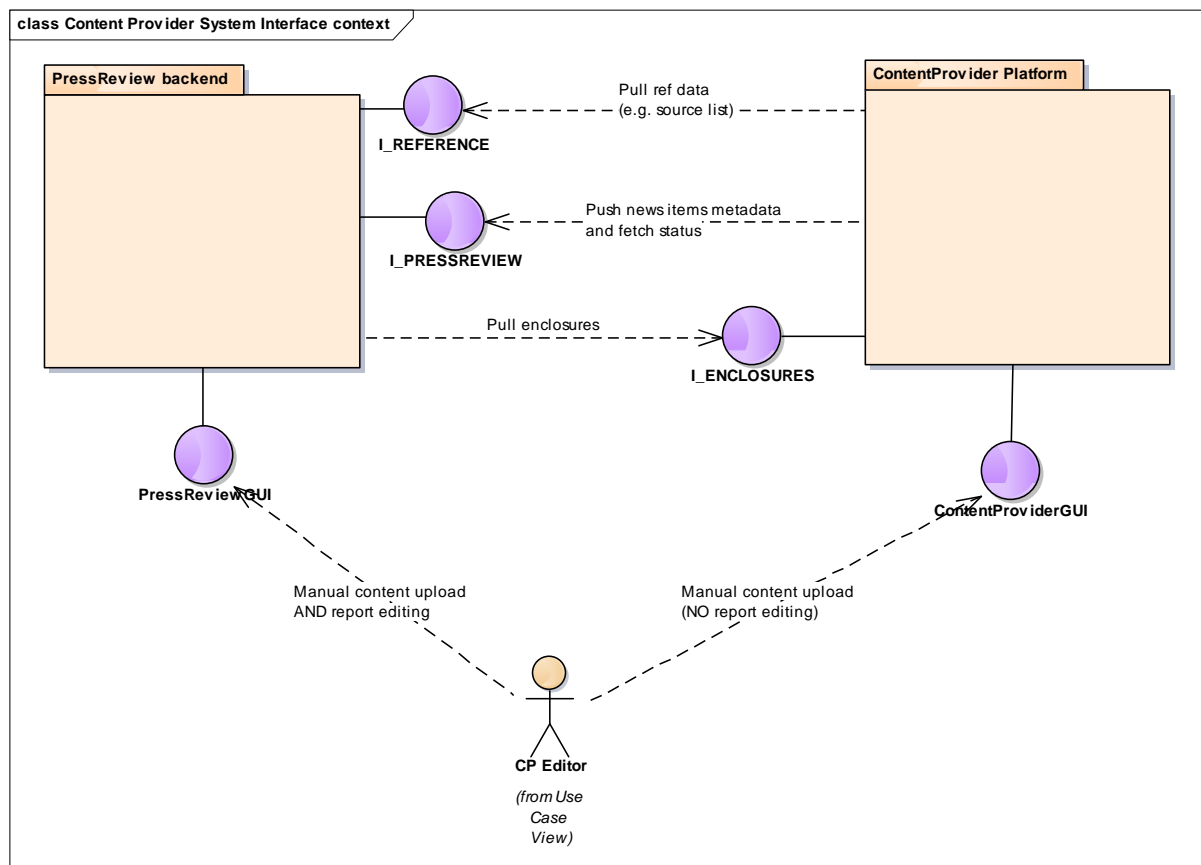 class Content Provider System Interface context
PressReview backend
ContentProvider Platform
Pull ref data
(e.g. source list)
I_REFERENCE
Push news items metadata
and fetch status
I_PRESSREVIEW
Pull enclosures
I_ENCLOSURES
PressReviewGUI
ContentProviderGUI
Manual content upload
AND report editing
Manual content upload
(NO report editing)
CP Editor
(from Use
Case
View)